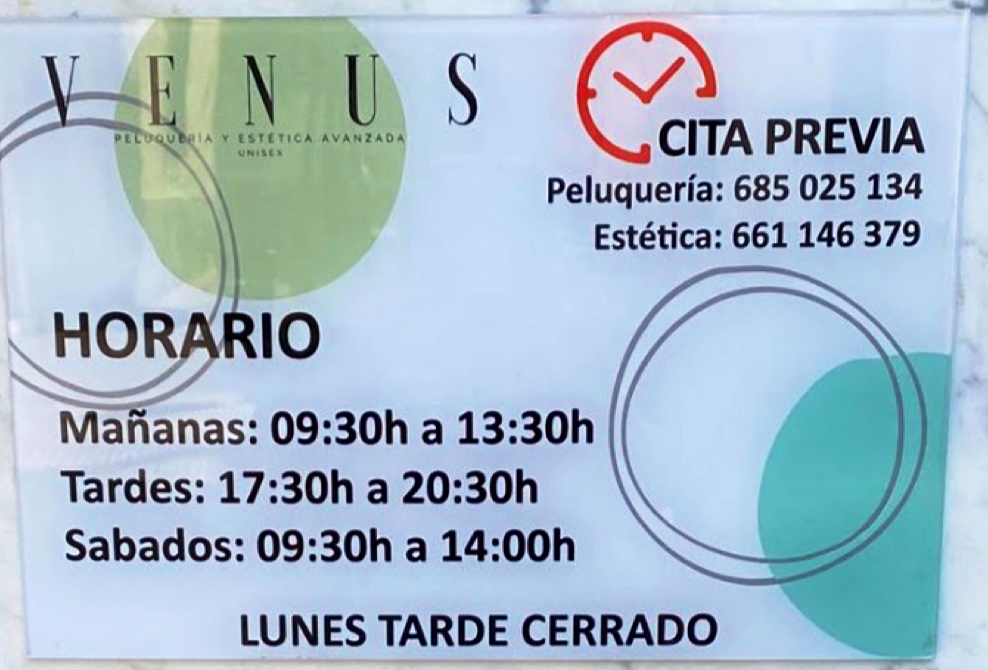 VENUS
PELUQUERÍA Y ESTÉTICA AVANZADA
UNISEX
CITA PREVIA
Peluquería: 685 025 134
Estética: 661 146 379
HORARIO
Mañanas: 09:30h a 13:30h
Tardes: 17:30h a 20:30h
Sabados: 09:30h a 14:00h
LUNES TARDE CERRADO